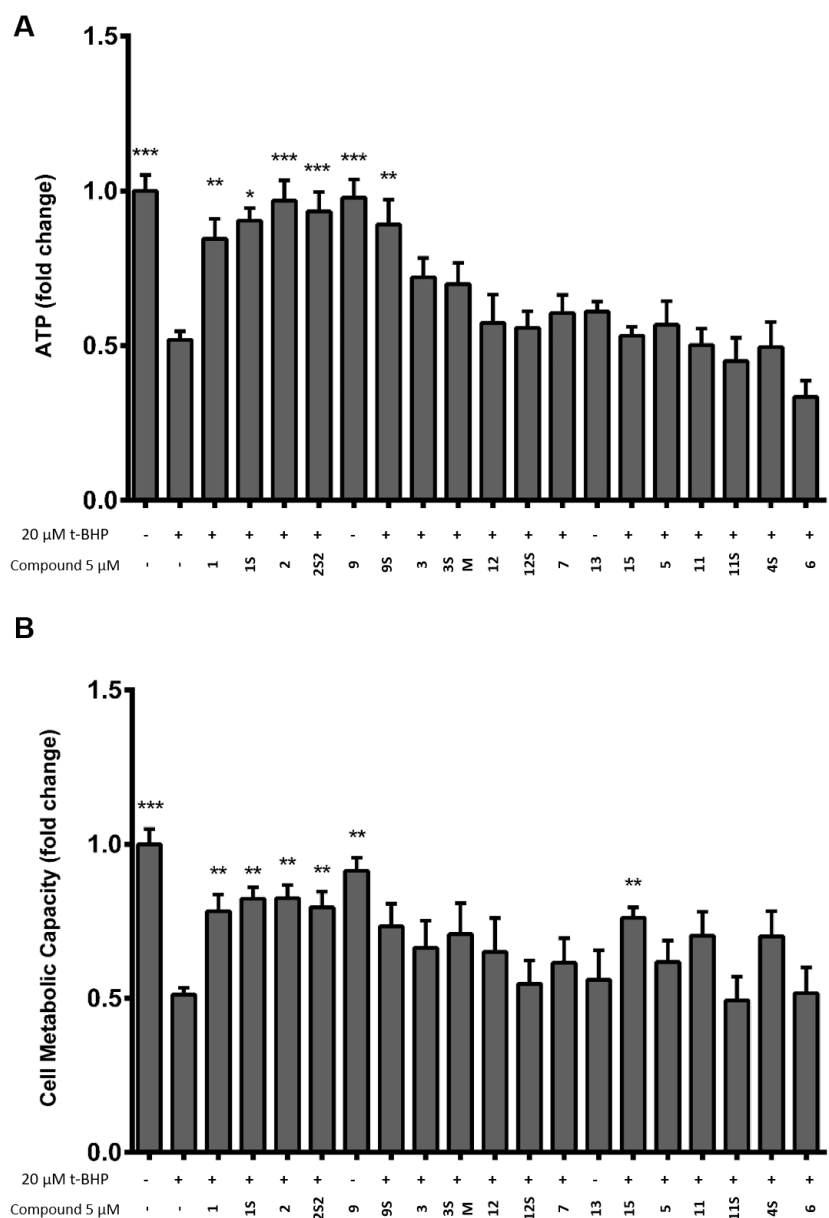 A
1.5
1.0
0.5
0.0
ATP (fold change)
*** ** * *** *** *** **
20 µM t-BHP - + + + + + - + + + + + + - + + + + + +
Compound 5 µM - - 1 1S 2 2S2 9 9S 3 3S M 12 12S 7 13 15 5 11 11S 4S 6
B
1.5
1.0
0.5
0.0
Cell Metabolic Capacity (fold change)
*** ** ** ** ** ** **
20 µM t-BHP - + + + + + - + + + + + + - + + + + + +
Compound 5 µM - - 1 1S 2 2S2 9 9S 3 3S M 12 12S 7 13 15 5 11 11S 4S 6